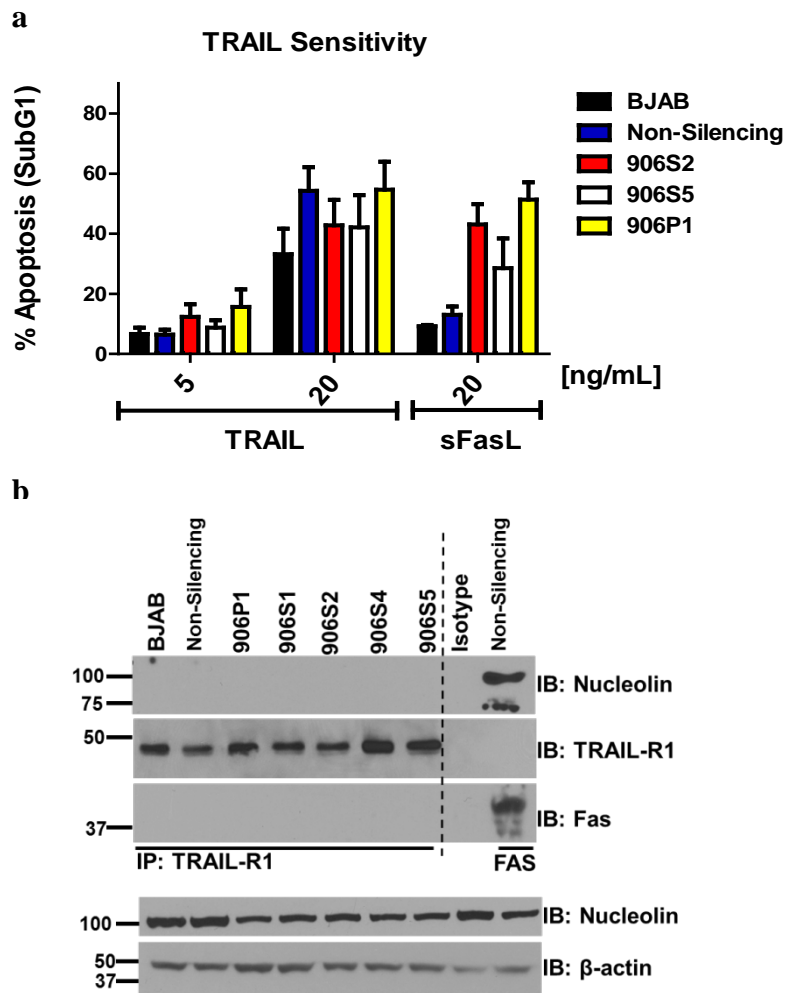 a
TRAIL Sensitivity
% Apoptosis (SubG1)
80
60
40
20
0
5
20
20
[ng/mL]
TRAIL
sFasL
BJAB
Non-Silencing
906S2
906S5
906P1
b
BJAB
Non-Silencing
906P1
906S1
906S2
906S4
906S5
Isotype
Non-Silencing
100
75
IB: Nucleolin
50
IB: TRAIL-R1
37
IB: Fas
IP: TRAIL-R1
FAS
100
IB: Nucleolin
50
37
IB: β-actin